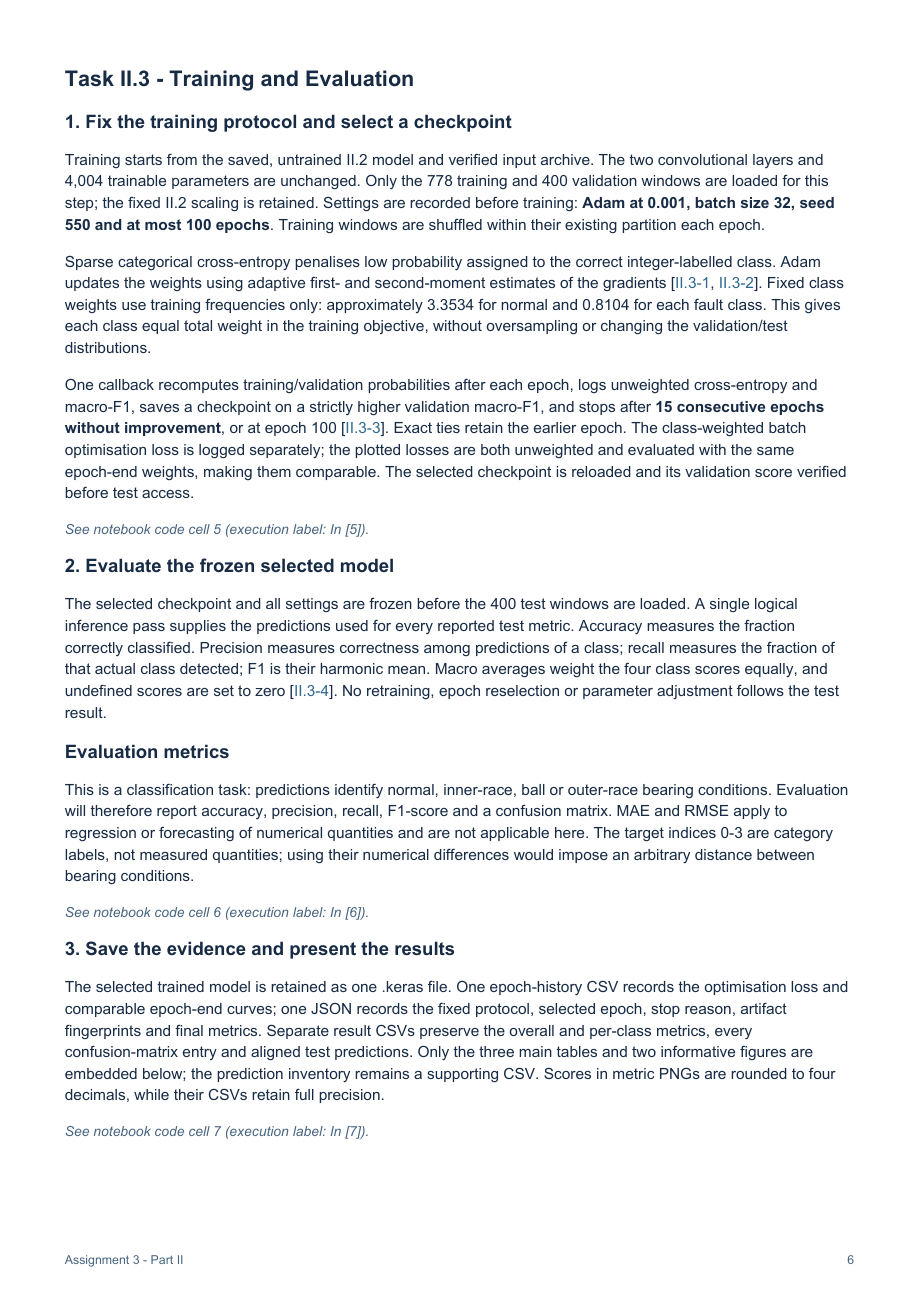 Task II.3 - Training and Evaluation
1. Fix the training protocol and select a checkpoint
Training starts from the saved, untrained II.2 model and verified input archive. The two convolutional layers and
4,004 trainable parameters are unchanged. Only the 778 training and 400 validation windows are loaded for this
step; the fixed II.2 scaling is retained. Settings are recorded before training: Adam at 0.001, batch size 32, seed
550 and at most 100 epochs. Training windows are shuffled within their existing partition each epoch.
Sparse categorical cross-entropy penalises low probability assigned to the correct integer-labelled class. Adam
updates the weights using adaptive first- and second-moment estimates of the gradients [II.3-1, II.3-2]. Fixed class
weights use training frequencies only: approximately 3.3534 for normal and 0.8104 for each fault class. This gives
each class equal total weight in the training objective, without oversampling or changing the validation/test
distributions.
One callback recomputes training/validation probabilities after each epoch, logs unweighted cross-entropy and
macro-F1, saves a checkpoint on a strictly higher validation macro-F1, and stops after 15 consecutive epochs
without improvement, or at epoch 100 [II.3-3]. Exact ties retain the earlier epoch. The class-weighted batch
optimisation loss is logged separately; the plotted losses are both unweighted and evaluated with the same
epoch-end weights, making them comparable. The selected checkpoint is reloaded and its validation score verified
before test access.
See notebook code cell 5 (execution label: In [5]).
2. Evaluate the frozen selected model
The selected checkpoint and all settings are frozen before the 400 test windows are loaded. A single logical
inference pass supplies the predictions used for every reported test metric. Accuracy measures the fraction
correctly classified. Precision measures correctness among predictions of a class; recall measures the fraction of
that actual class detected; F1 is their harmonic mean. Macro averages weight the four class scores equally, and
undefined scores are set to zero [II.3-4]. No retraining, epoch reselection or parameter adjustment follows the test
result.
Evaluation metrics
This is a classification task: predictions identify normal, inner-race, ball or outer-race bearing conditions. Evaluation
will therefore report accuracy, precision, recall, F1-score and a confusion matrix. MAE and RMSE apply to
regression or forecasting of numerical quantities and are not applicable here. The target indices 0-3 are category
labels, not measured quantities; using their numerical differences would impose an arbitrary distance between
bearing conditions.
See notebook code cell 6 (execution label: In [6]).
3. Save the evidence and present the results
The selected trained model is retained as one .keras file. One epoch-history CSV records the optimisation loss and
comparable epoch-end curves; one JSON records the fixed protocol, selected epoch, stop reason, artifact
fingerprints and final metrics. Separate result CSVs preserve the overall and per-class metrics, every
confusion-matrix entry and aligned test predictions. Only the three main tables and two informative figures are
embedded below; the prediction inventory remains a supporting CSV. Scores in metric PNGs are rounded to four
decimals, while their CSVs retain full precision.
See notebook code cell 7 (execution label: In [7]).
Assignment 3 - Part II
6